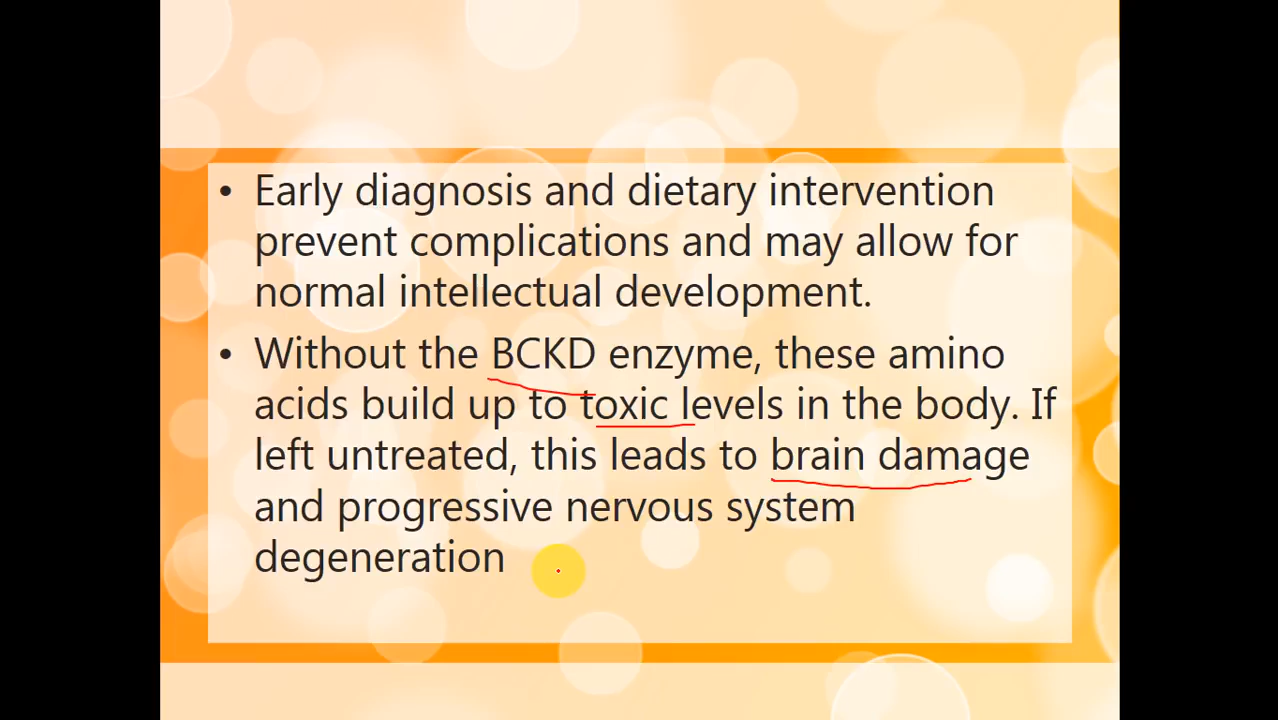 • Early diagnosis and dietary intervention
prevent complications and may allow for
normal intellectual development.
• Without the BCKD enzyme, these amino
acids build up to toxic levels in the body. If
left untreated, this leads to brain damage
and progressive nervous system
degeneration